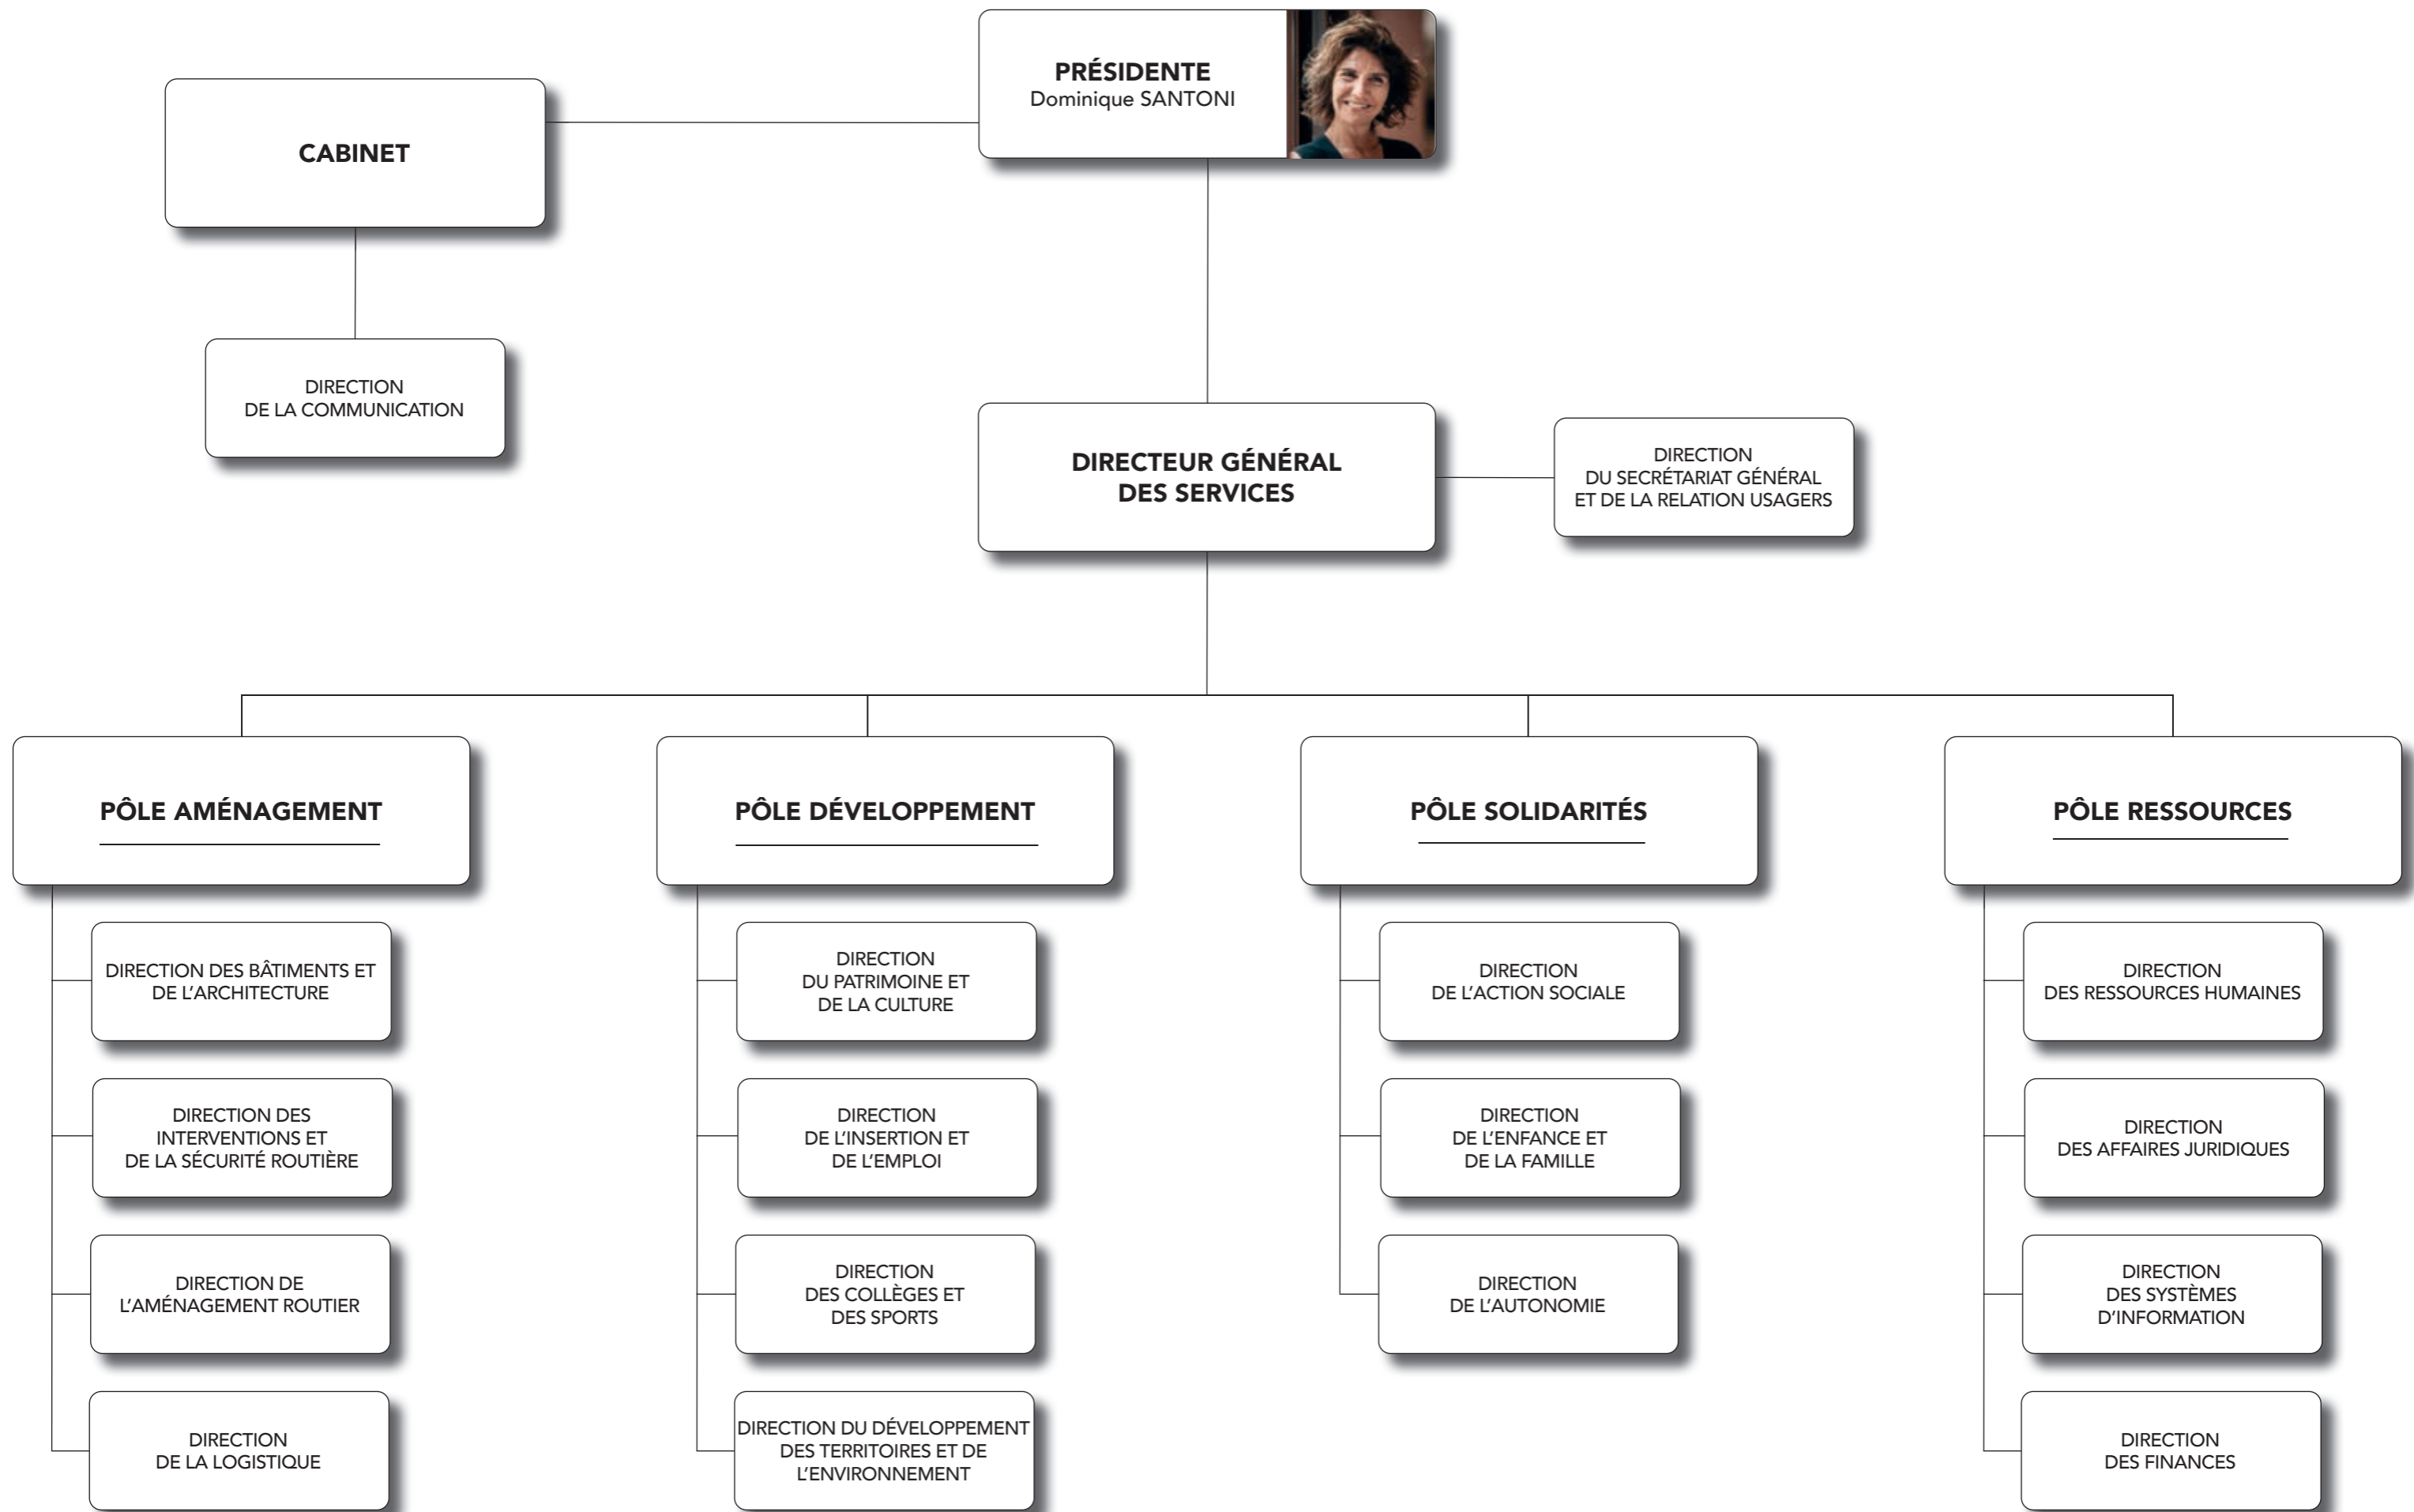 PRÉSIDENTE
Dominique SANTONI
CABINET
DIRECTION
DE LA COMMUNICATION
DIRECTEUR GÉNÉRAL
DES SERVICES
DIRECTION
DU SECRÉTARIAT GÉNÉRAL
ET DE LA RELATION USAGERS
PÔLE AMÉNAGEMENT
DIRECTION DES BÂTIMENTS ET
DE L’ARCHITECTURE
DIRECTION DES
INTERVENTIONS ET
DE LA SÉCURITÉ ROUTIÈRE
DIRECTION DE
L’AMÉNAGEMENT ROUTIER
DIRECTION
DE LA LOGISTIQUE
PÔLE DÉVELOPPEMENT
DIRECTION
DU PATRIMOINE ET
DE LA CULTURE
DIRECTION
DE L’INSERTION ET
DE L’EMPLOI
DIRECTION
DES COLLÈGES ET
DES SPORTS
DIRECTION DU DÉVELOPPEMENT
DES TERRITOIRES ET DE
L’ENVIRONNEMENT
PÔLE SOLIDARITÉS
DIRECTION
DE L’ACTION SOCIALE
DIRECTION
DE L’ENFANCE ET
DE LA FAMILLE
DIRECTION
DE L’AUTONOMIE
PÔLE RESSOURCES
DIRECTION
DES RESSOURCES HUMAINES
DIRECTION
DES AFFAIRES JURIDIQUES
DIRECTION
DES SYSTÈMES
D’INFORMATION
DIRECTION
DES FINANCES